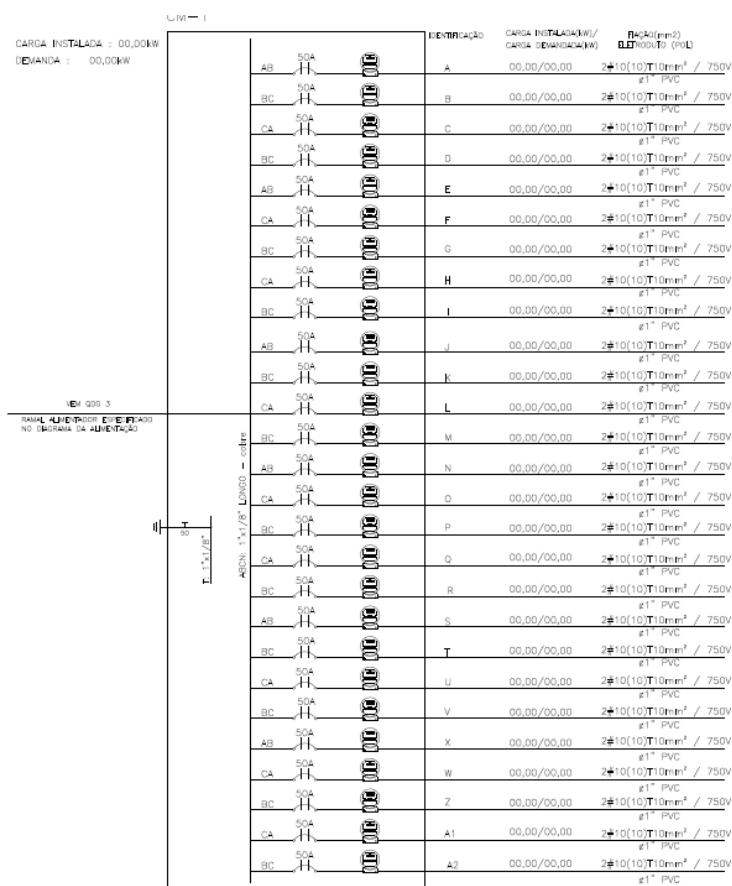 CM-1
CARGA INSTALADA : 00,00kW
DEMANDA : 00,00kW
IDENTIFICAÇÃO CARGA INSTALADA(kW)/ FIAÇÃO(mm2)
CARGA DEMANDADA(kW) ELETRODUTO (POL)
AB 50A A 00,00/00,00 2#10(10)T10mm² / 750V
ø1" PVC
BC 50A B 00,00/00,00 2#10(10)T10mm² / 750V
ø1" PVC
CA 50A C 00,00/00,00 2#10(10)T10mm² / 750V
ø1" PVC
BC 50A D 00,00/00,00 2#10(10)T10mm² / 750V
ø1" PVC
AB 50A E 00,00/00,00 2#10(10)T10mm² / 750V
ø1" PVC
CA 50A F 00,00/00,00 2#10(10)T10mm² / 750V
ø1" PVC
BC 50A G 00,00/00,00 2#10(10)T10mm² / 750V
ø1" PVC
CA 50A H 00,00/00,00 2#10(10)T10mm² / 750V
ø1" PVC
BC 50A I 00,00/00,00 2#10(10)T10mm² / 750V
ø1" PVC
AB 50A J 00,00/00,00 2#10(10)T10mm² / 750V
ø1" PVC
BC 50A K 00,00/00,00 2#10(10)T10mm² / 750V
ø1" PVC
VEM QDG 3
CA 50A L 00,00/00,00 2#10(10)T10mm² / 750V
ø1" PVC
RAMAL ALIMENTADOR ESPECIFICADO
NO DIAGRAMA DA ALIMENTAÇÃO
BC 50A M 00,00/00,00 2#10(10)T10mm² / 750V
ø1" PVC
AB 50A N 00,00/00,00 2#10(10)T10mm² / 750V
ø1" PVC
CA 50A O 00,00/00,00 2#10(10)T10mm² / 750V
ø1" PVC
T
50
T: 1"x1/8"
ABCN: 1"x1/8" LONGO - cobre
BC 50A P 00,00/00,00 2#10(10)T10mm² / 750V
ø1" PVC
CA 50A Q 00,00/00,00 2#10(10)T10mm² / 750V
ø1" PVC
BC 50A R 00,00/00,00 2#10(10)T10mm² / 750V
ø1" PVC
AB 50A S 00,00/00,00 2#10(10)T10mm² / 750V
ø1" PVC
BC 50A T 00,00/00,00 2#10(10)T10mm² / 750V
ø1" PVC
CA 50A U 00,00/00,00 2#10(10)T10mm² / 750V
ø1" PVC
BC 50A V 00,00/00,00 2#10(10)T10mm² / 750V
ø1" PVC
AB 50A X 00,00/00,00 2#10(10)T10mm² / 750V
ø1" PVC
CA 50A W 00,00/00,00 2#10(10)T10mm² / 750V
ø1" PVC
BC 50A Z 00,00/00,00 2#10(10)T10mm² / 750V
ø1" PVC
CA 50A A1 00,00/00,00 2#10(10)T10mm² / 750V
ø1" PVC
BC 50A A2 00,00/00,00 2#10(10)T10mm² / 750V
ø1" PVC